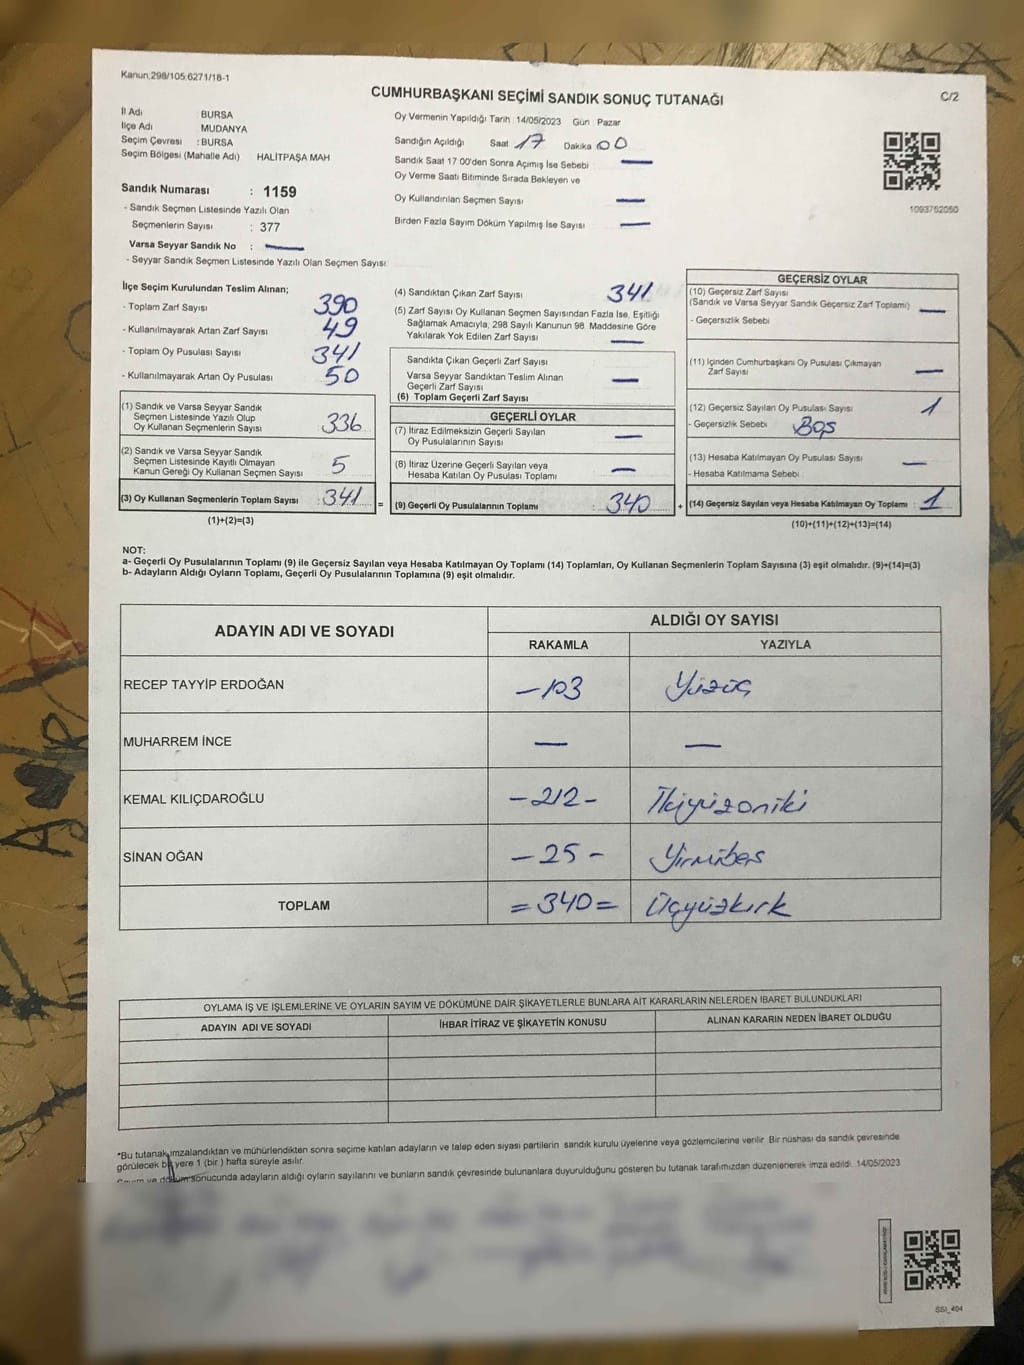 Kanun.298/105.6271/18-1
CUMHURBAŞKANI SEÇİMİ SANDIK SONUÇ TUTANAĞI
C/2
İl Adı BURSA
İlçe Adı MUDANYA
Seçim Çevresi : BURSA
Seçim Bölgesi (Mahalle Adı) HALİTPAŞA MAH
Sandık Numarası : 1159
- Sandık Seçmen Listesinde Yazılı Olan
Seçmenlerin Sayısı : 377
Varsa Seyyar Sandık No : —
- Seyyar Sandık Seçmen Listesinde Yazılı Olan Seçmen Sayısı:
Oy Vermenin Yapıldığı Tarih : 14/05/2023 Gün Pazar
Sandığın Açıldığı Saat 17 Dakika 00
Sandık Saat 17:00'den Sonra Açımış İse Sebebi —
Oy Verme Saati Bitiminde Sırada Bekleyen ve
Oy Kullandırılan Seçmen Sayısı —
Birden Fazla Sayım Döküm Yapılmış İse Sayısı —
1093752050
İlçe Seçim Kurulundan Teslim Alınan;
- Toplam Zarf Sayısı 390
- Kullanılmayarak Artan Zarf Sayısı 49
- Toplam Oy Pusulası Sayısı 341
- Kullanılmayarak Artan Oy Pusulası 50
(1) Sandık ve Varsa Seyyar Sandık
Seçmen Listesinde Yazılı Olup
Oy Kullanan Seçmenlerin Sayısı 336
(2) Sandık ve Varsa Seyyar Sandık
Seçmen Listesinde Kayıtlı Olmayan
Kanun Gereği Oy Kullanan Seçmen Sayısı 5
(3) Oy Kullanan Seçmenlerin Toplam Sayısı : 341 =
(1)+(2)=(3)
(4) Sandıktan Çıkan Zarf Sayısı 341
(5) Zarf Sayısı Oy Kullanan Seçmen Sayısından Fazla İse, Eşitliği
Sağlamak Amacıyla, 298 Sayılı Kanunun 98. Maddesine Göre
Yakılarak Yok Edilen Zarf Sayısı —
Sandıkta Çıkan Geçerli Zarf Sayısı
Varsa Seyyar Sandıktan Teslim Alınan
Geçerli Zarf Sayısı —
(6) Toplam Geçerli Zarf Sayısı
GEÇERLİ OYLAR
(7) İtiraz Edilmeksizin Geçerli Sayılan
Oy Pusulalarının Sayısı —
(8) İtiraz Üzerine Geçerli Sayılan veya
Hesaba Katılan Oy Pusulası Toplamı —
(9) Geçerli Oy Pusulalarının Toplamı : 340 +
GEÇERSİZ OYLAR
(10) Geçersiz Zarf Sayısı
(Sandık ve Varsa Seyyar Sandık Geçersiz Zarf Toplamı) —
- Geçersizlik Sebebi
(11) İçinden Cumhurbaşkanı Oy Pusulası Çıkmayan
Zarf Sayısı —
(12) Geçersiz Sayılan Oy Pusulası Sayısı 1
- Geçersizlik Sebebi Boş
(13) Hesaba Katılmayan Oy Pusulası Sayısı —
- Hesaba Katılmama Sebebi
(14) Geçersiz Sayılan veya Hesaba Katılmayan Oy Toplamı : 1
(10)+(11)+(12)+(13)=(14)
NOT:
a- Geçerli Oy Pusulalarının Toplamı (9) ile Geçersiz Sayılan veya Hesaba Katılmayan Oy Toplamı (14) Toplamları, Oy Kullanan Seçmenlerin Toplam Sayısına (3) eşit olmalıdır. (9)+(14)=(3)
b- Adayların Aldığı Oyların Toplamı, Geçerli Oy Pusulalarının Toplamına (9) eşit olmalıdır.
ADAYIN ADI VE SOYADI ALDIĞI OY SAYISI
RAKAMLA YAZIYLA
RECEP TAYYİP ERDOĞAN —103 Yüzüç
MUHARREM İNCE — —
KEMAL KILIÇDAROĞLU -212- İkiyüzoniki
SİNAN OĞAN -25- Yirmibeş
TOPLAM =340= Üçyüzkırk
OYLAMA İŞ VE İŞLEMLERİNE VE OYLARIN SAYIM VE DÖKÜMÜNE DAİR ŞİKAYETLERLE BUNLARA AİT KARARLARIN NELERDEN İBARET BULUNDUKLARI
ADAYIN ADI VE SOYADI İHBAR İTİRAZ VE ŞİKAYETİN KONUSU ALINAN KARARIN NEDEN İBARET OLDUĞU
*Bu tutanak imzalandıktan ve mühürlendikten sonra seçime katılan adayların ve talep eden siyasi partilerin sandık kurulu üyelerine veya gözlemcilerine verilir. Bir nüshası da sandık çevresinde
görülecek bir yere 1 (bir) hafta süreyle asılır.
ve döküm sonucunda adayların aldığı oyların sayılarını ve bunların sandık çevresinde bulunanlara duyurulduğunu gösteren bu tutanak tarafımızdan düzenlenerek imza edildi. 14/05/2023
SSI_404